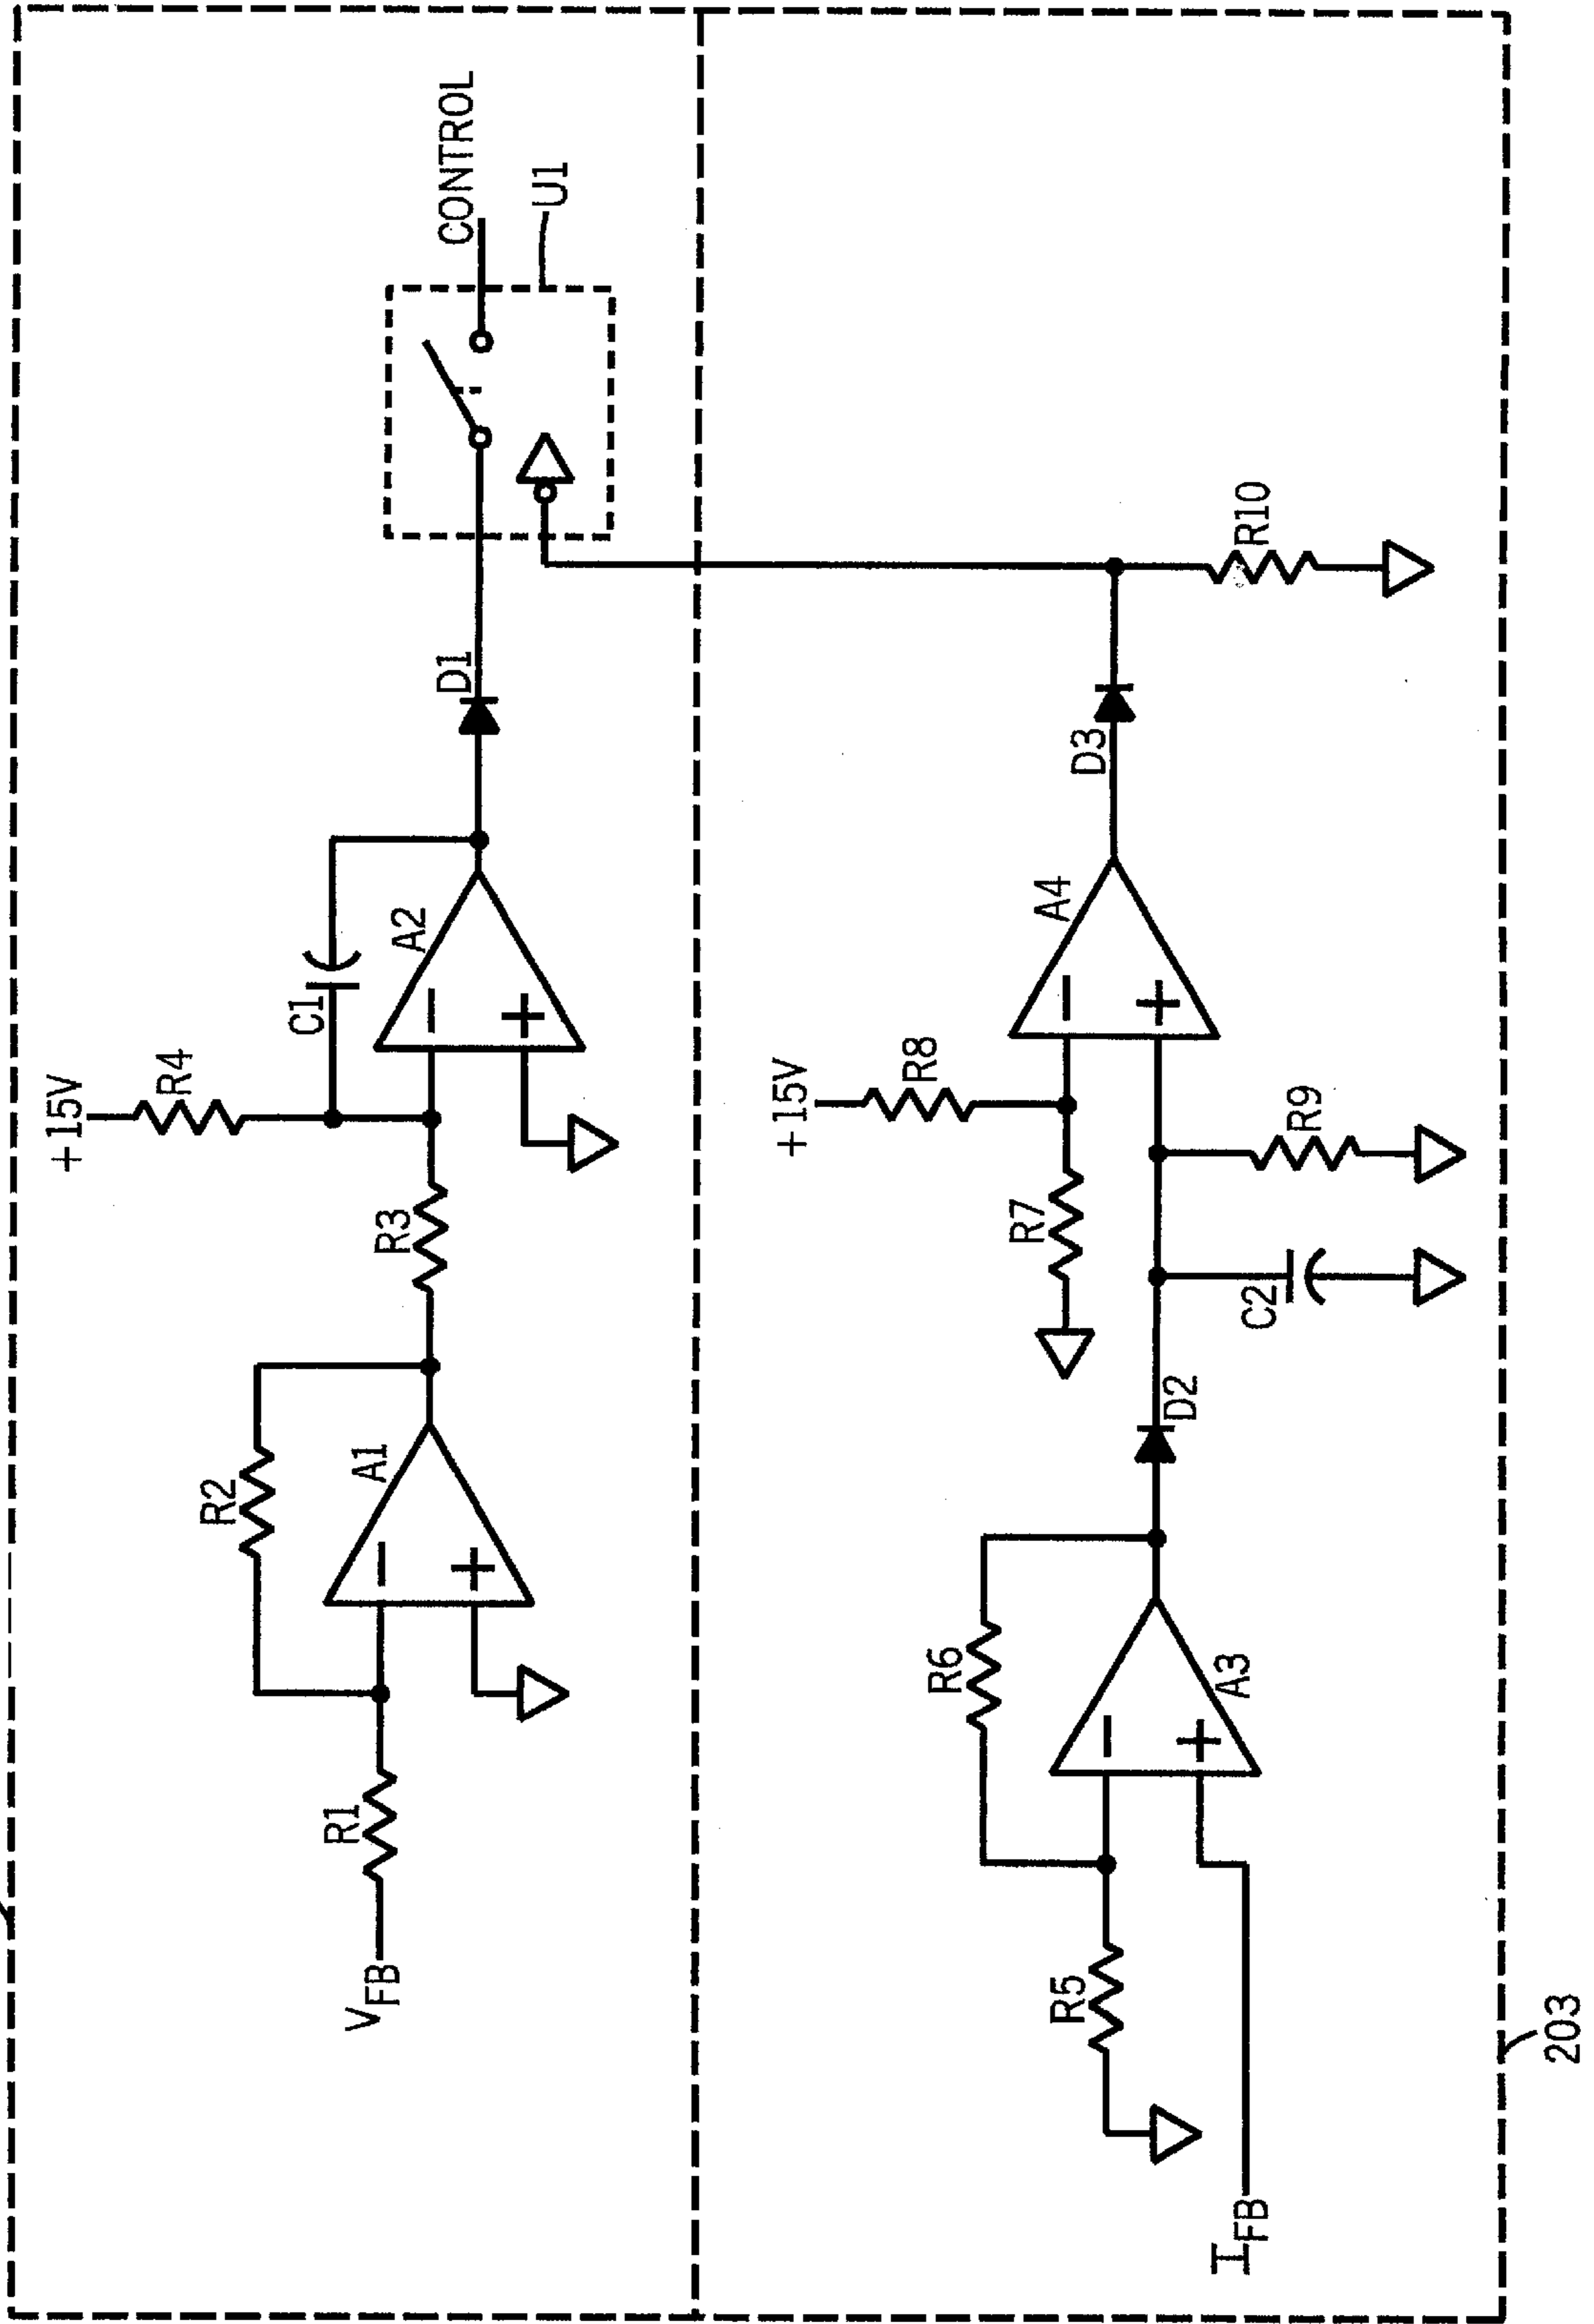 +15V
R4
C1
R2
CONTROL
D1
U1
A2
A1
R3
R1
VFB
+15V
R8
A4
D3
R7
R6
R10
R9
D2
C2
R5
A3
IFB
203